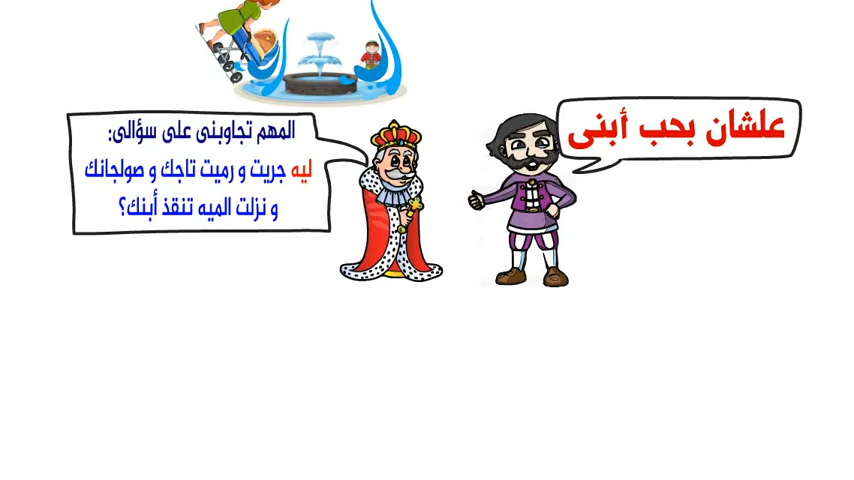 المهم تجاوبنى على سؤالى:
ليه جريت و رميت تاجك و صولجانك
و نزلت الميه تنقذ أبنك؟
علشان بحب أبنى